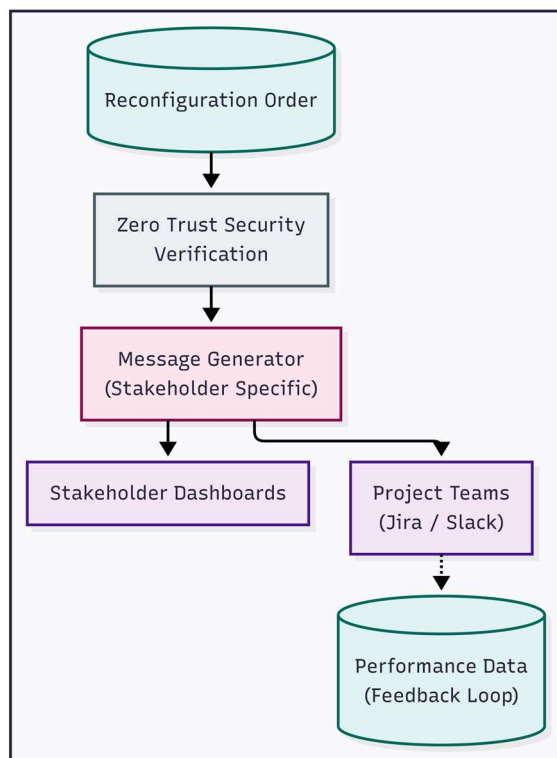 Reconfiguration Order
Zero Trust Security
Verification
Message Generator
(Stakeholder Specific)
Stakeholder Dashboards
Project Teams
(Jira / Slack)
Performance Data
(Feedback Loop)